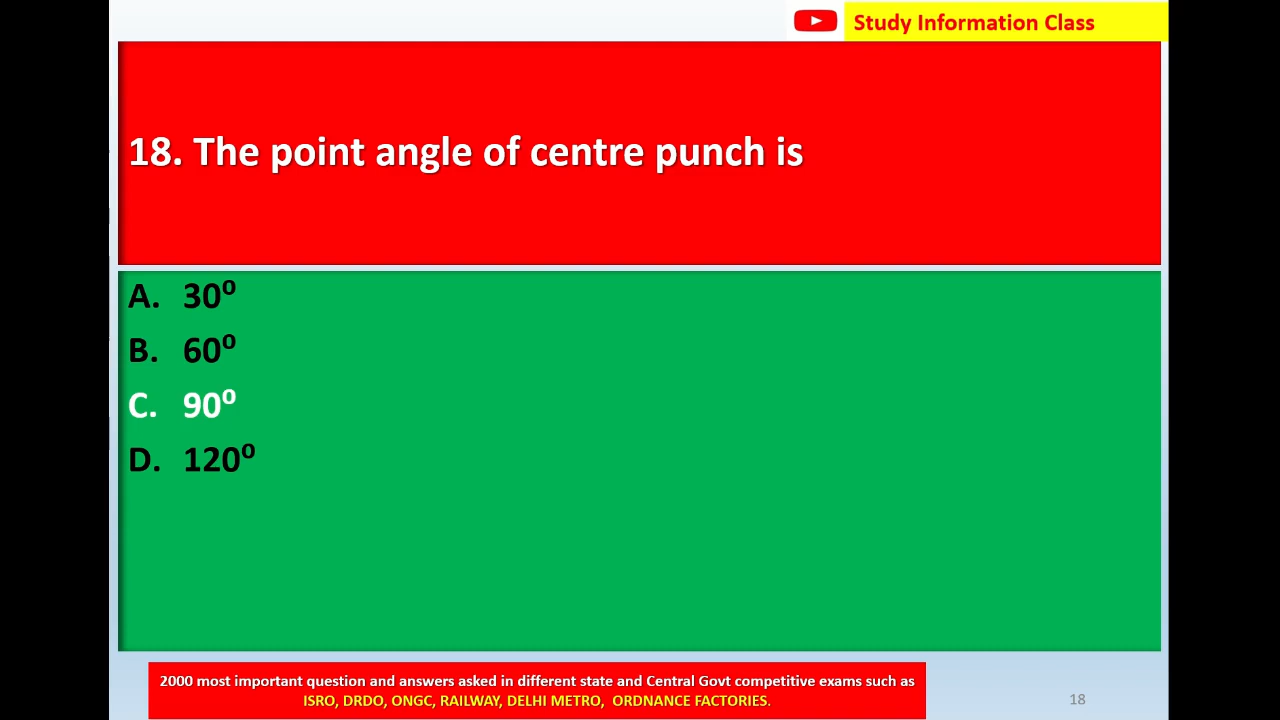 Study Information Class
18. The point angle of centre punch is
A. 30⁰
B. 60⁰
C. 90⁰
D. 120⁰
2000 most important question and answers asked in different state and Central Govt competitive exams such as
ISRO, DRDO, ONGC, RAILWAY, DELHI METRO, ORDNANCE FACTORIES.
18